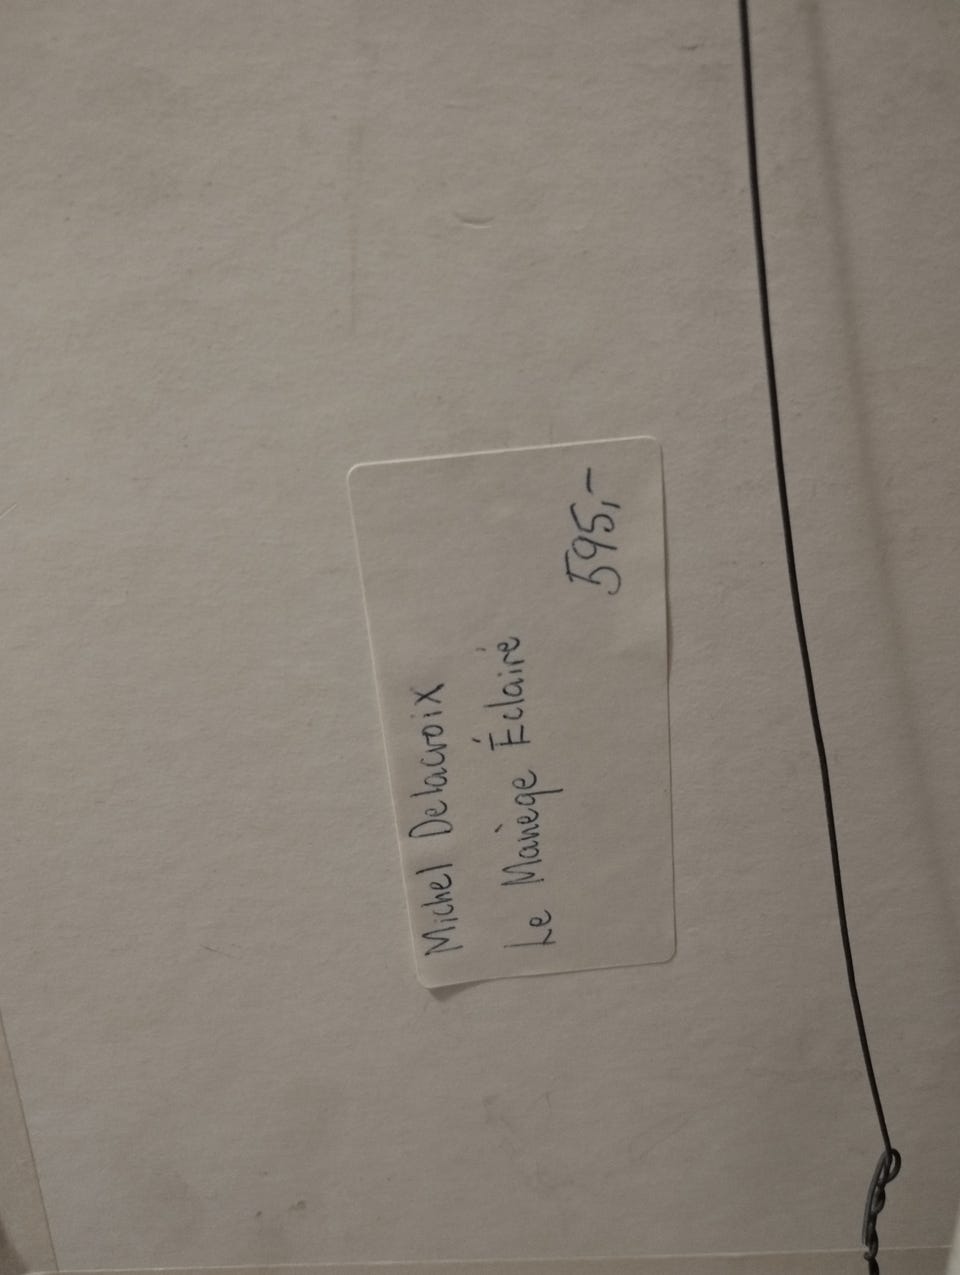 Michel Delacroix
Le Manège Éclairé
595,-